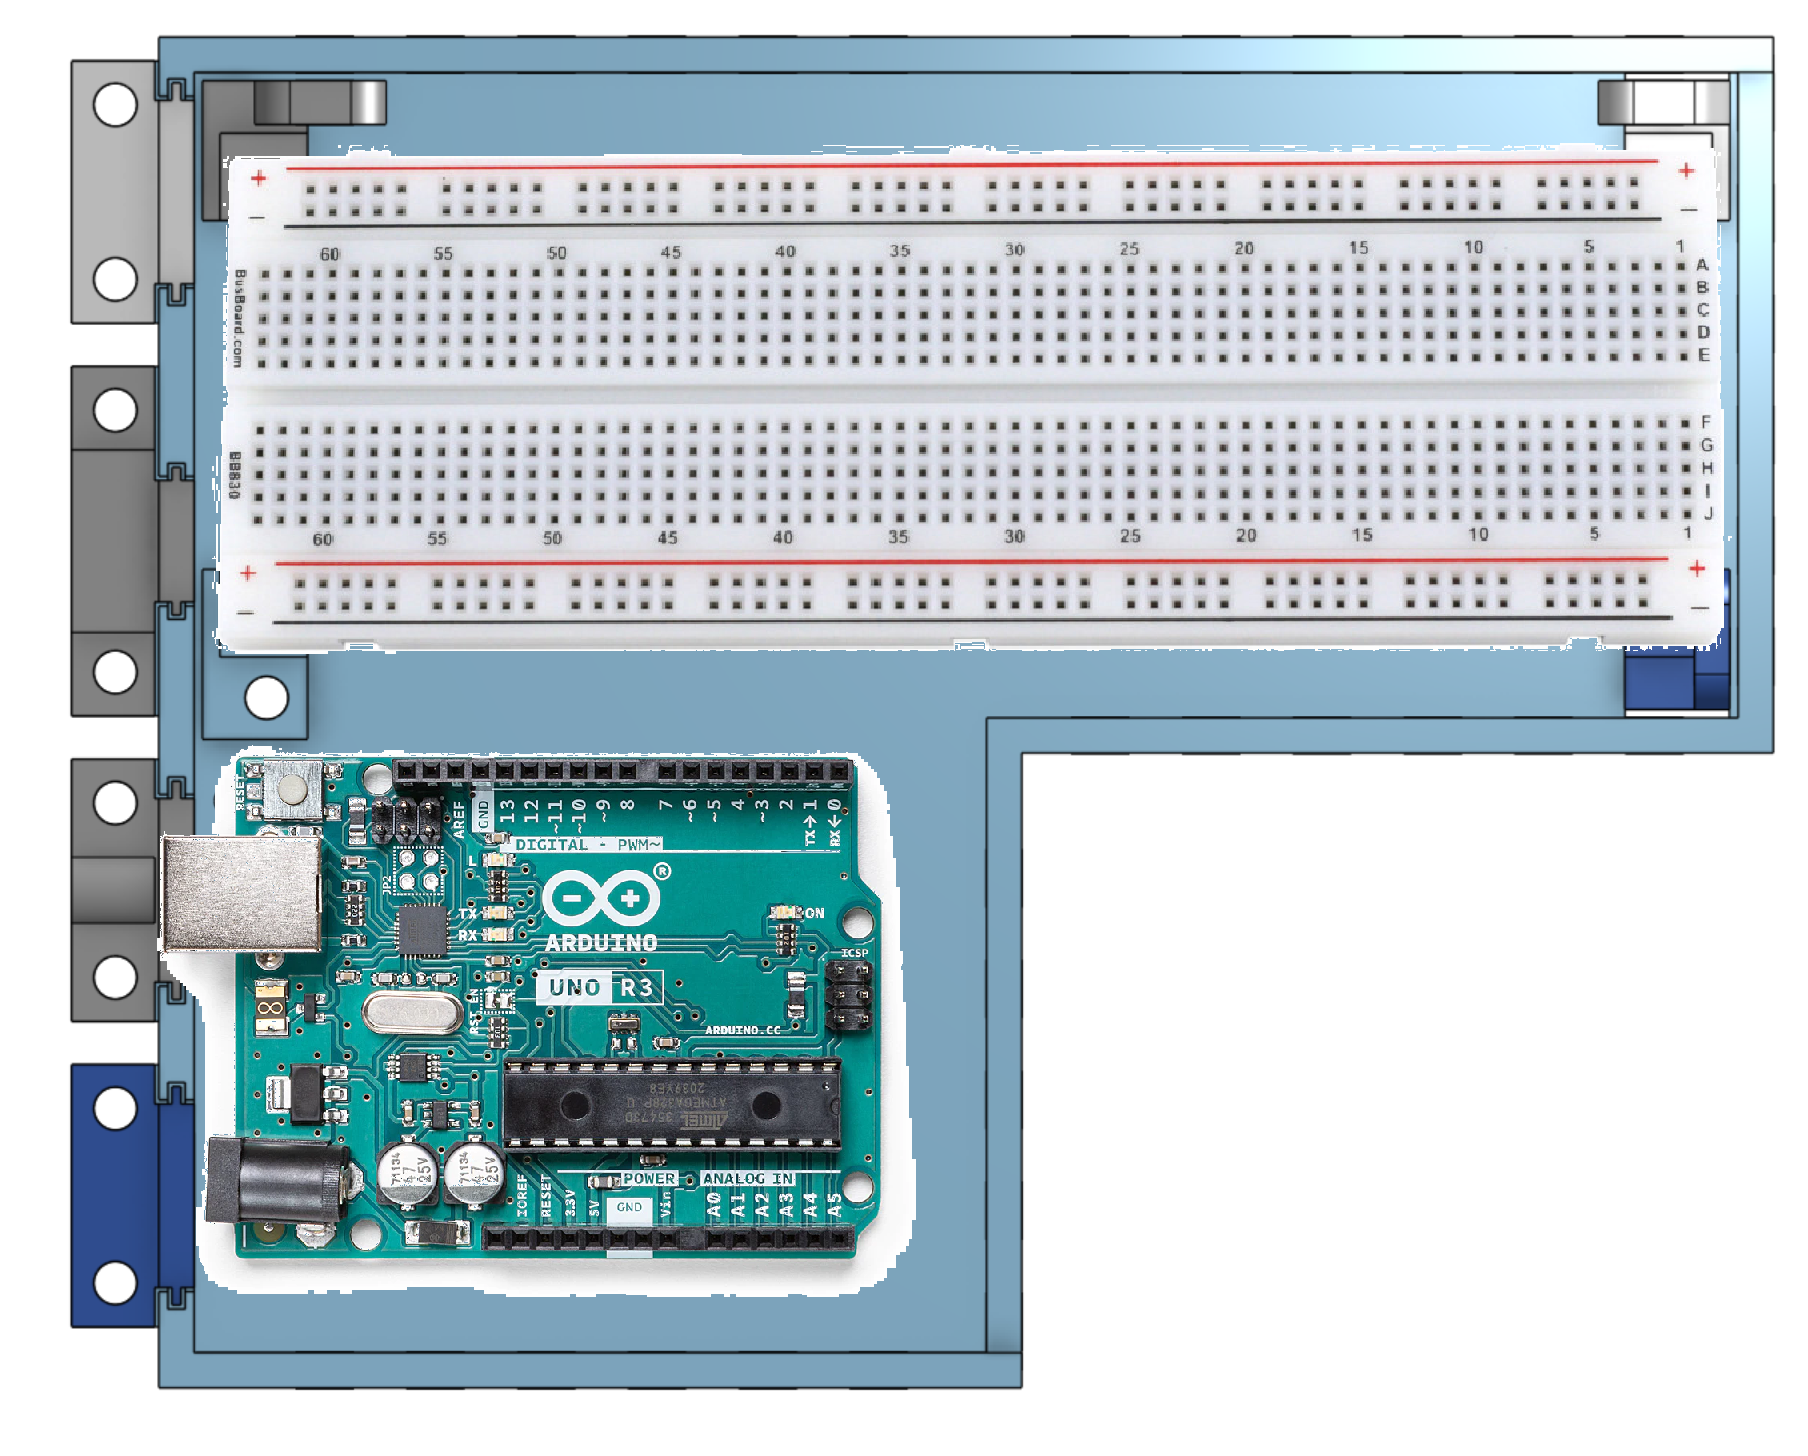 + +
– –
60 55 50 45 40 35 30 25 20 15 10 5 1
A
B
C
D
E
BusBoard.com
F
G
H
I
J
BB830
60 55 50 45 40 35 30 25 20 15 10 5 1
+ +
– –
RESET
AREF
GND
13
12
~11
~10
~9
8
7
~6
~5
4
~3
2
TX→1
RX←0
DIGITAL - PWM~
JP2
L
TX
RX
®
ARDUINO
ON
ICSP
UNO R3
ARDUINO.CC
ATMEL
ATMEGA328P U
71134
47
25V
71134
47
25V
POWER
ANALOG IN
IOREF
RESET
3.3V
5V
GND
Vin
A0
A1
A2
A3
A4
A5